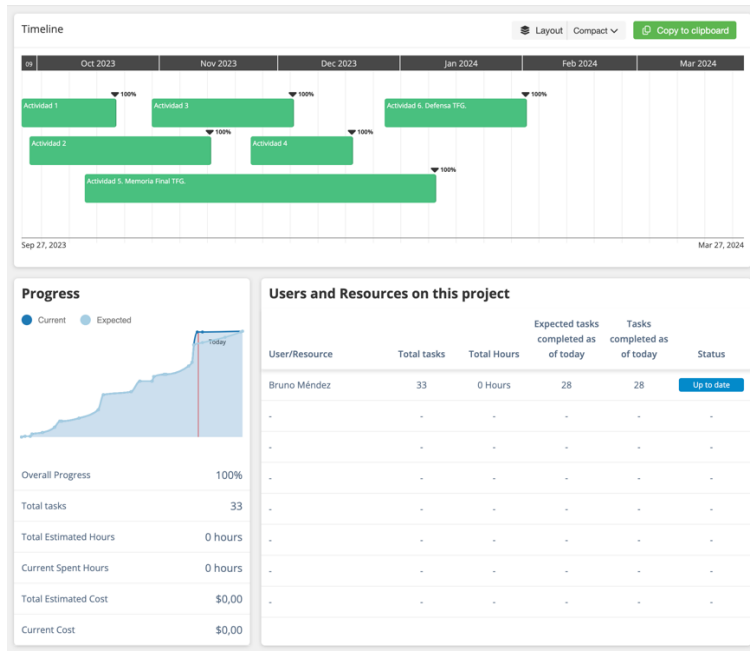 Timeline
Layout Compact
Copy to clipboard
09 Oct 2023 Nov 2023 Dec 2023 Jan 2024 Feb 2024 Mar 2024
100% 100% 100%
Actividad 1 Actividad 3 Actividad 6. Defensa TFG.
100% 100%
Actividad 2 Actividad 4
100%
Actividad 5. Memoria Final TFG.
Sep 27, 2023 Mar 27, 2024
Progress
Current Expected
Today
Overall Progress 100%
Total tasks 33
Total Estimated Hours 0 hours
Current Spent Hours 0 hours
Total Estimated Cost $0,00
Current Cost $0,00
Users and Resources on this project
User/Resource Total tasks Total Hours Expected tasks completed as of today Tasks completed as of today Status
Bruno Méndez 33 0 Hours 28 28 Up to date
- - - - - -
- - - - - -
- - - - - -
- - - - - -
- - - - - -
- - - - - -
- - - - - -